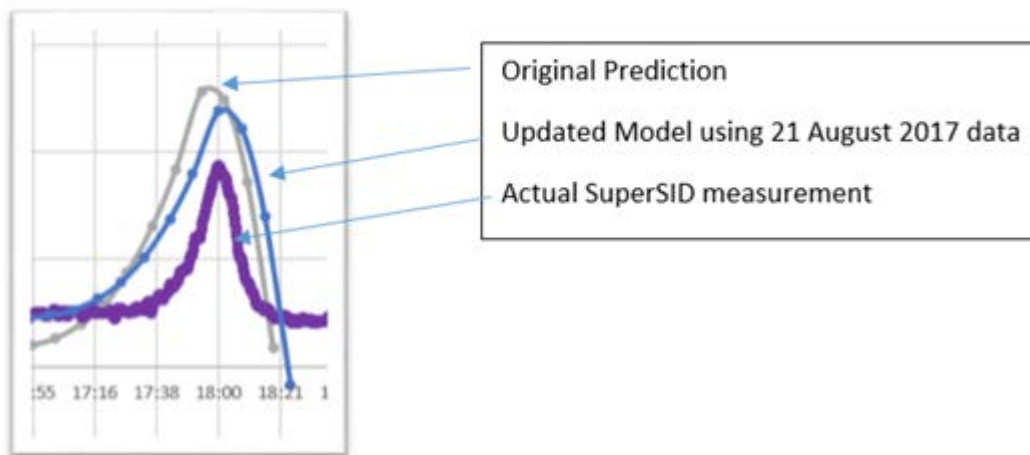 Original Prediction
Updated Model using 21 August 2017 data
Actual SuperSID measurement
:55 17:16 17:38 18:00 18:21 1